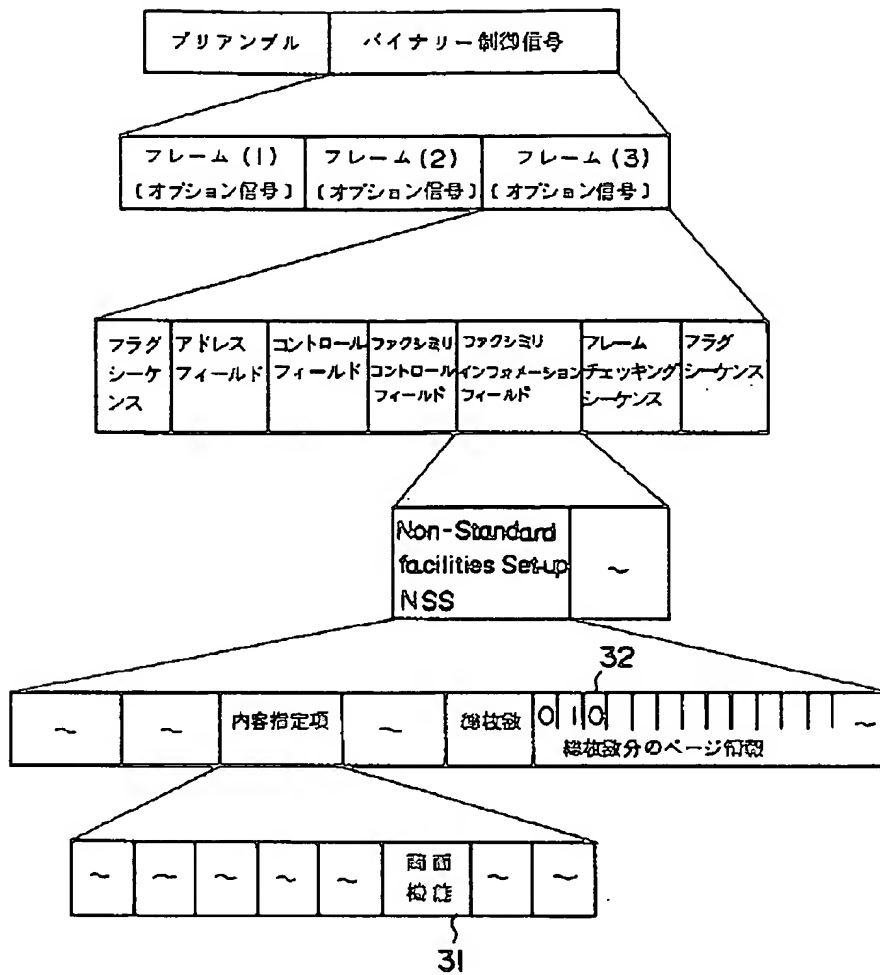 プリアンブル
バイナリー制御信号
フレーム(1)
[オプション信号]
フレーム(2)
[オプション信号]
フレーム(3)
[オプション信号]
フラグ
シーケ
ンス
アドレス
フィールド
コントロール
フィールド
ファクシミリ
コントロール
フィールド
ファクシミリ
インフォメーション
フィールド
フレーム
チェッキング
シーケンス
フラグ
シーケンス
Non-Standard
facilities Set-up
NSS
~
32
~
~
内容指定項
~
総枚数
0 1 0
~
総枚数分のページ情報
~
~
~
~
~
両面
機能
~
~
31